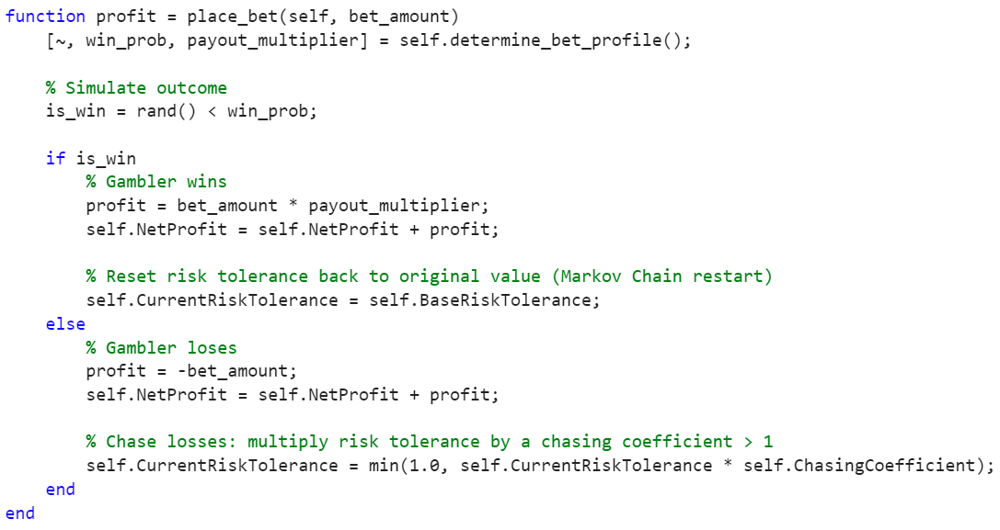 function profit = place_bet(self, bet_amount)
    [~, win_prob, payout_multiplier] = self.determine_bet_profile();

    % Simulate outcome
    is_win = rand() < win_prob;

    if is_win
        % Gambler wins
        profit = bet_amount * payout_multiplier;
        self.NetProfit = self.NetProfit + profit;

        % Reset risk tolerance back to original value (Markov Chain restart)
        self.CurrentRiskTolerance = self.BaseRiskTolerance;
    else
        % Gambler loses
        profit = -bet_amount;
        self.NetProfit = self.NetProfit + profit;

        % Chase losses: multiply risk tolerance by a chasing coefficient > 1
        self.CurrentRiskTolerance = min(1.0, self.CurrentRiskTolerance * self.ChasingCoefficient);
    end
end